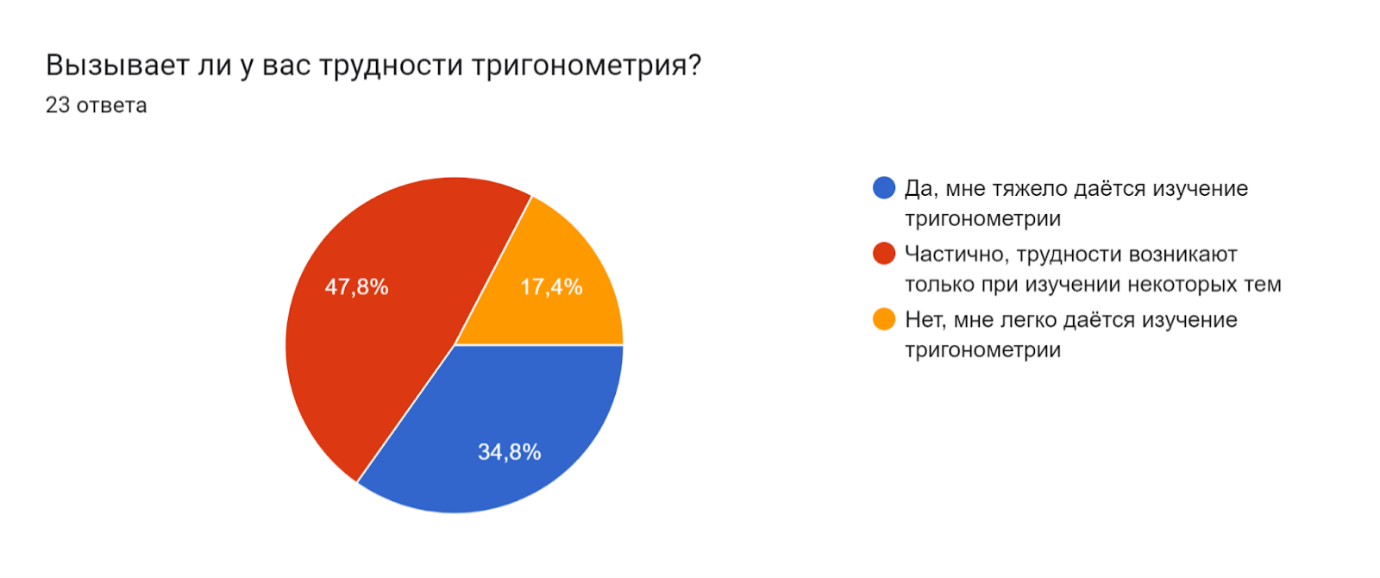 Вызывает ли у вас трудности тригонометрия?
23 ответа
47,8%
17,4%
34,8%
Да, мне тяжело даётся изучение
тригонометрии
Частично, трудности возникают
только при изучении некоторых тем
Нет, мне легко даётся изучение
тригонометрии